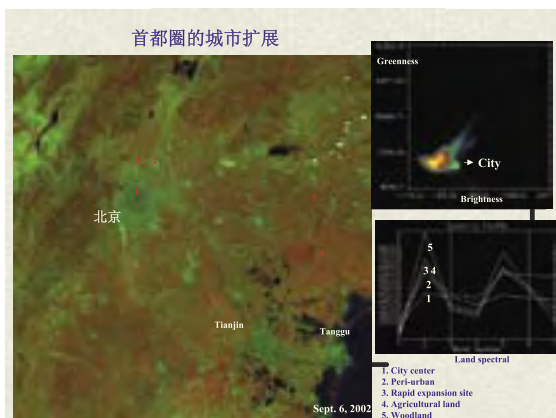 首都圈的城市扩展
Greenness
City
Brightness
北京
5
3 4
2
1
Tianjin
Tanggu
Sept. 6, 2002
Land spectral
1. City center
2. Peri-urban
3. Rapid expansion site
4. Agricultural land
5. Woodland